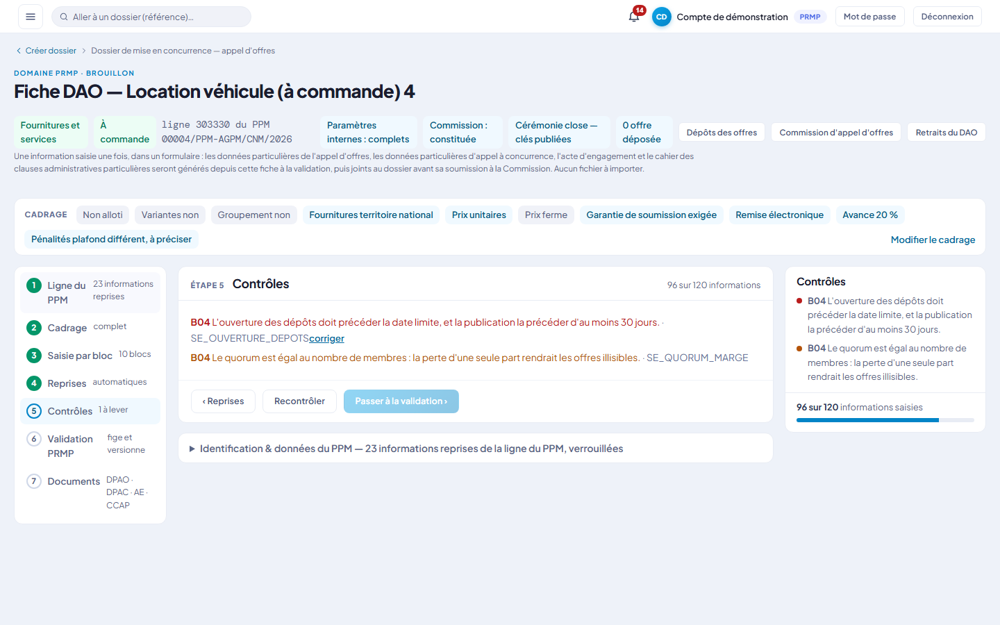 Aller à un dossier (référence)...
14
CD
Compte de démonstration
PRMP
Mot de passe
Déconnexion
‹ Créer dossier › Dossier de mise en concurrence — appel d'offres
DOMAINE PRMP · BROUILLON
Fiche DAO — Location véhicule (à commande) 4
Fournitures et
services
À
commande
ligne 303330 du PPM
00004/PPM-AGPM/CNM/2026
Paramètres
internes : complets
Commission :
constituée
Cérémonie close —
clés publiées
0 offre
déposée
Dépôts des offres
Commission d'appel d'offres
Retraits du DAO
Une information saisie une fois, dans un formulaire : les données particulières de l'appel d'offres, les données particulières d'appel à concurrence, l'acte d'engagement et le cahier des
clauses administratives particulières seront générés depuis cette fiche à la validation, puis joints au dossier avant sa soumission à la Commission. Aucun fichier à importer.
CADRAGE
Non alloti
Variantes non
Groupement non
Fournitures territoire national
Prix unitaires
Prix ferme
Garantie de soumission exigée
Remise électronique
Avance 20 %
Pénalités plafond différent, à préciser
Modifier le cadrage
1 Ligne du
PPM
23 informations
reprises
2 Cadrage complet
3 Saisie par bloc 10 blocs
4 Reprises automatiques
5 Contrôles 1 à lever
6 Validation
PRMP
fige et
versionne
7 Documents
DPAO ·
DPAC · AE ·
CCAP
ÉTAPE 5 Contrôles
96 sur 120 informations
B04 L'ouverture des dépôts doit précéder la date limite, et la publication la précéder d'au moins 30 jours. ·
SE_OUVERTURE_DEPOTScorriger
B04 Le quorum est égal au nombre de membres : la perte d'une seule part rendrait les offres illisibles. · SE_QUORUM_MARGE
‹ Reprises
Recontrôler
Passer à la validation ›
▶ Identification & données du PPM — 23 informations reprises de la ligne du PPM, verrouillées
Contrôles
B04 L'ouverture des dépôts doit
précéder la date limite, et la publication
la précéder d'au moins 30 jours.
B04 Le quorum est égal au nombre de
membres : la perte d'une seule part
rendrait les offres illisibles.
96 sur 120 informations saisies